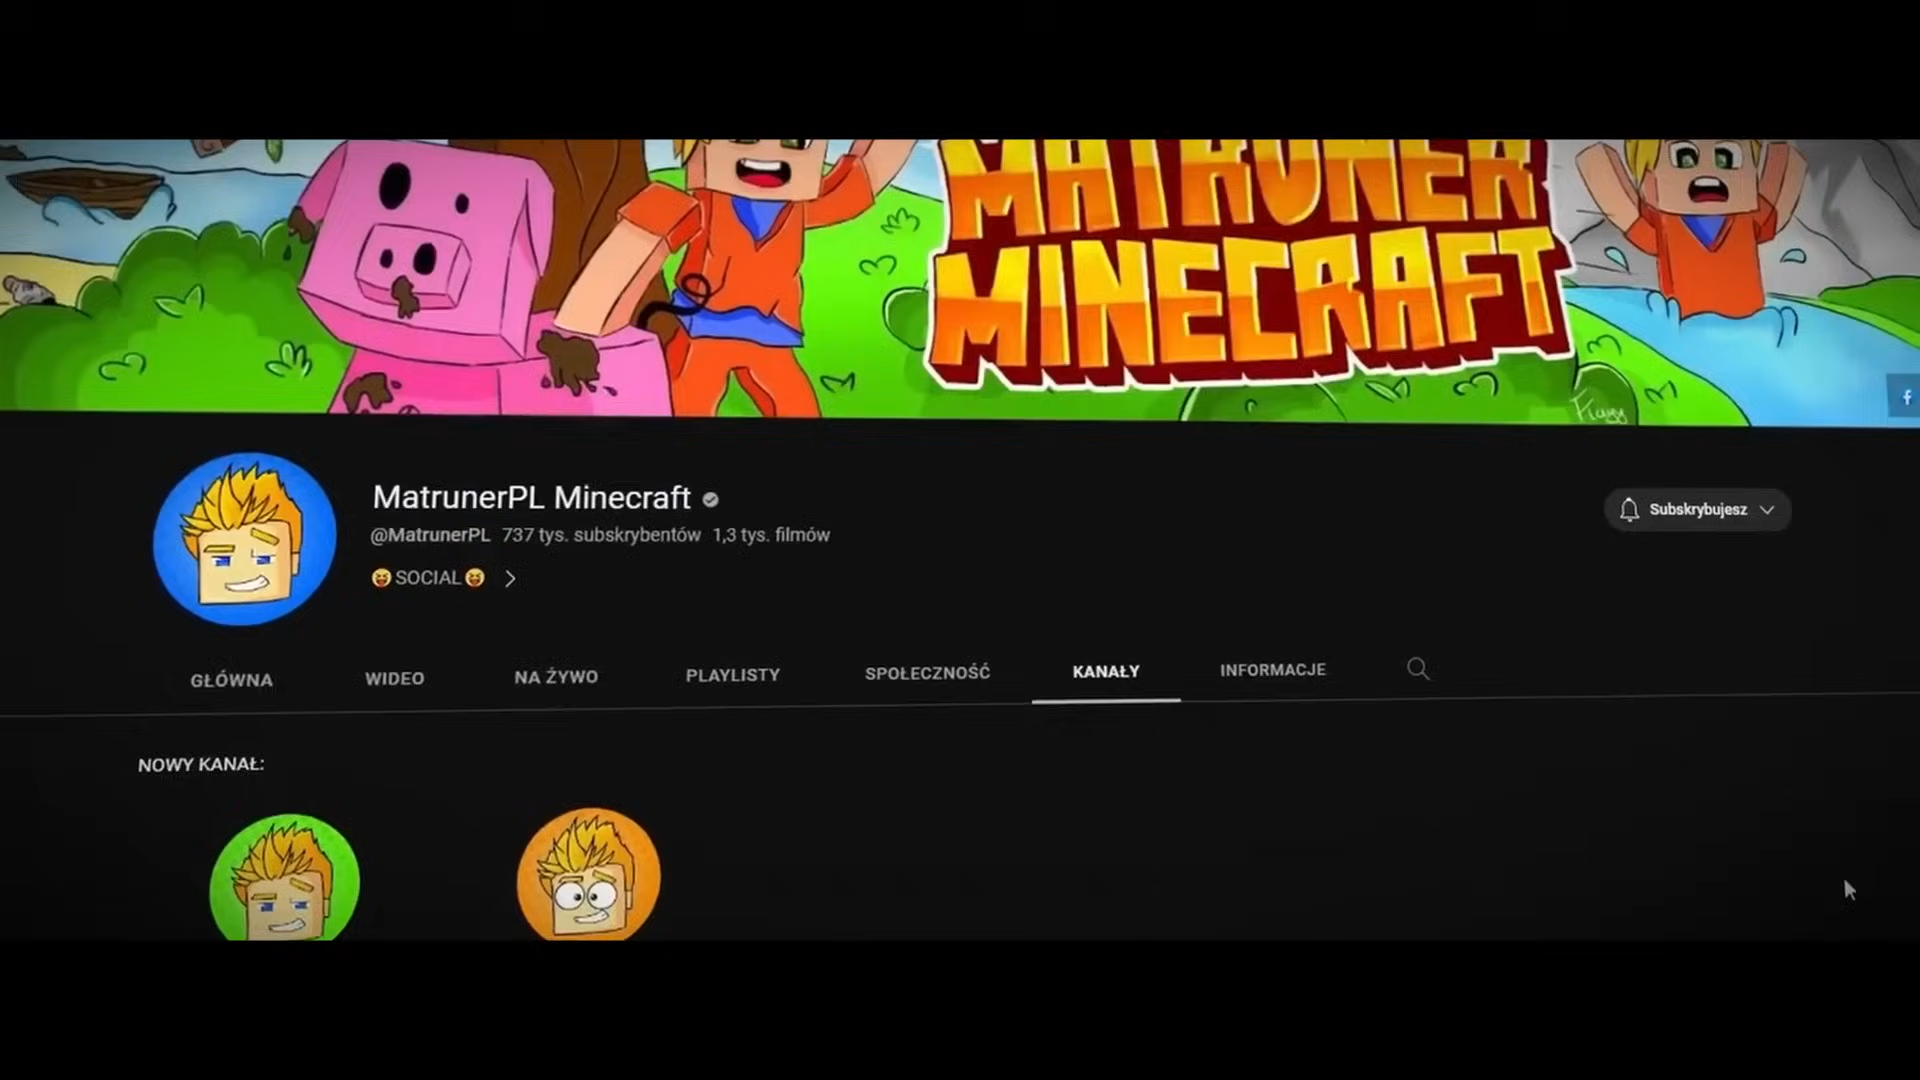 MATRUNER
MINECRAFT
Flayy
MatrunerPL Minecraft
@MatrunerPL 737 tys. subskrybentów 1,3 tys. filmów
😝 SOCIAL 😝
Subskrybujesz
GŁÓWNA WIDEO NA ŻYWO PLAYLISTY SPOŁECZNOŚĆ KANAŁY INFORMACJE
NOWY KANAŁ: